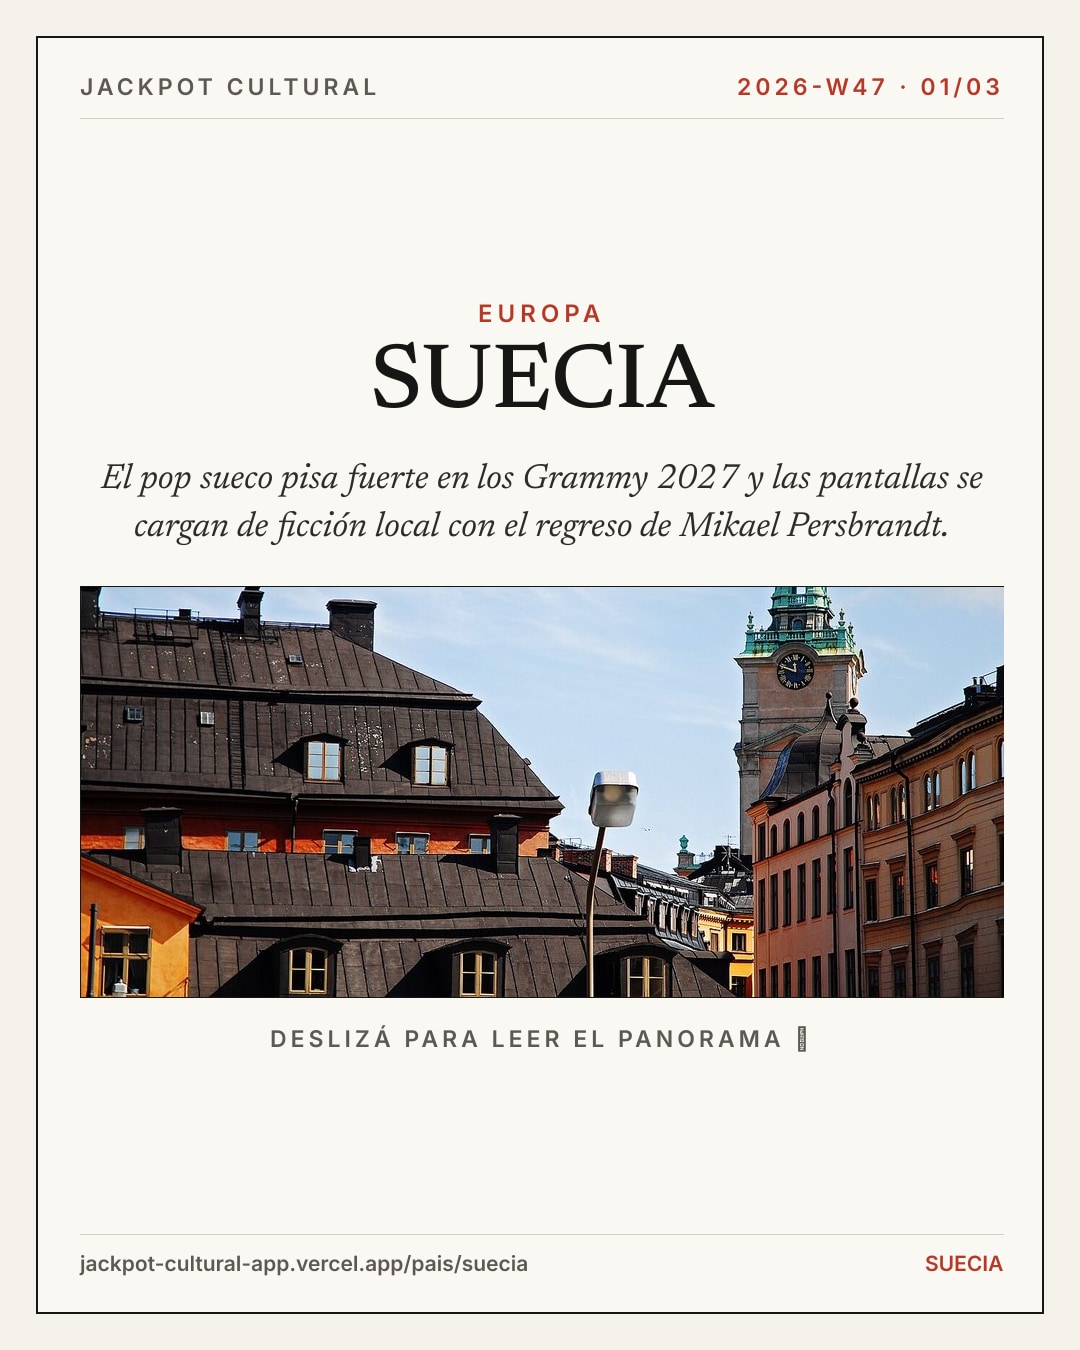 JACKPOT CULTURAL
2026-W47 · 01/03
EUROPA
SUECIA
El pop sueco pisa fuerte en los Grammy 2027 y las pantallas se
cargan de ficción local con el regreso de Mikael Persbrandt.
DESLIZÁ PARA LEER EL PANORAMA
jackpot-cultural-app.vercel.app/pais/suecia
SUECIA